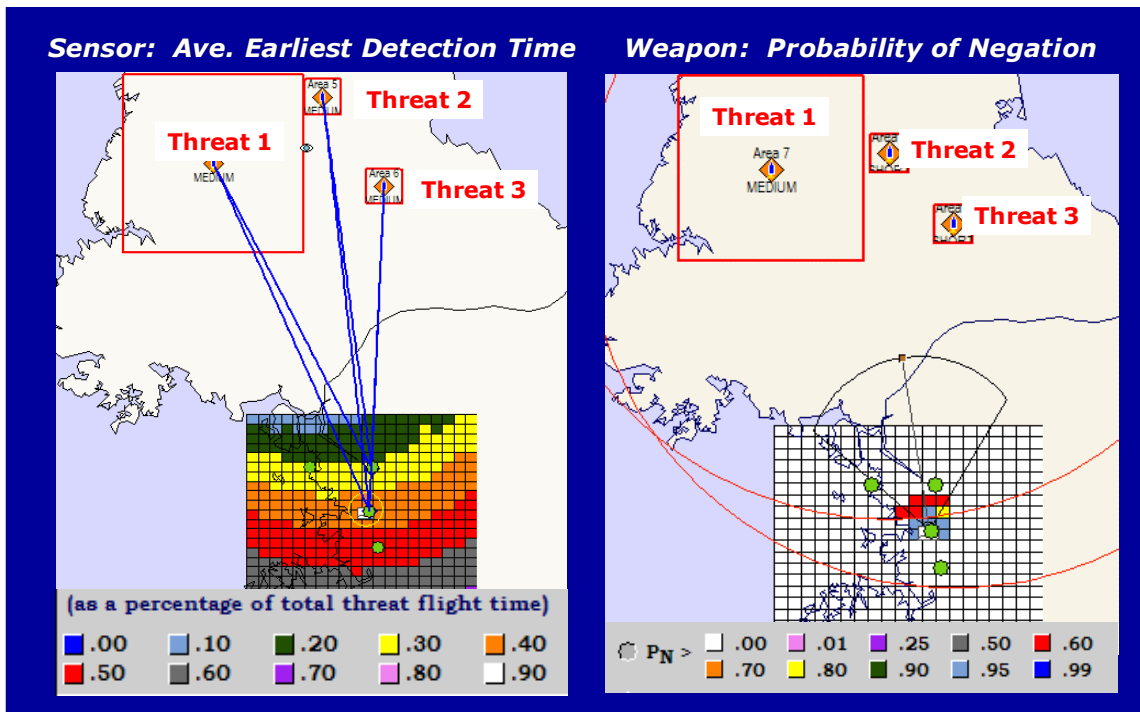 Sensor: Ave. Earliest Detection Time
Area 5
MEDIUM
Threat 2
Threat 1
MEDIUM
Area 6
MEDIUM
Threat 3
(as a percentage of total threat flight time)
.00 .10 .20 .30 .40
.50 .60 .70 .80 .90
Weapon: Probability of Negation
Threat 1
Area 7
MEDIUM
Threat 2
Area
Threat 3
PN > .00 .01 .25 .50 .60
.70 .80 .90 .95 .99